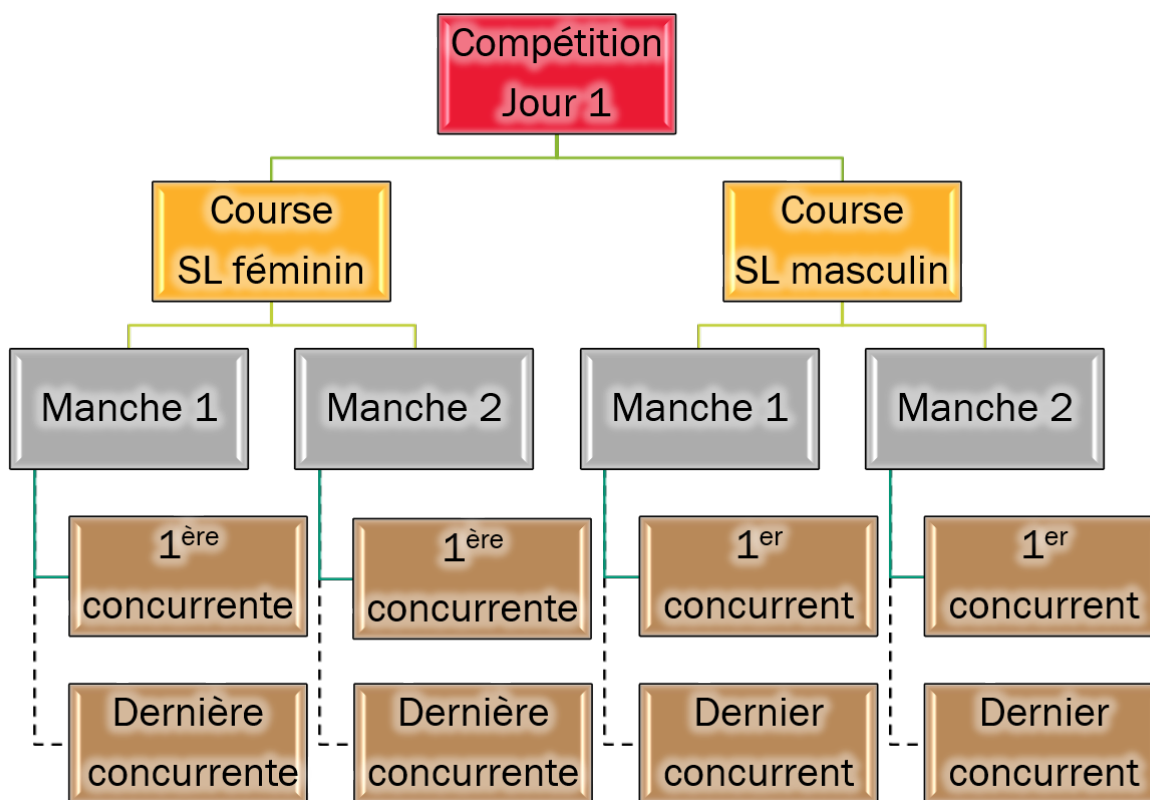 Compétition
Jour 1
Course
SL féminin
Course
SL masculin
Manche 1
Manche 2
Manche 1
Manche 2
1ère
concurrente
1ère
concurrente
1er
concurrent
1er
concurrent
Dernière
concurrente
Dernière
concurrente
Dernier
concurrent
Dernier
concurrent